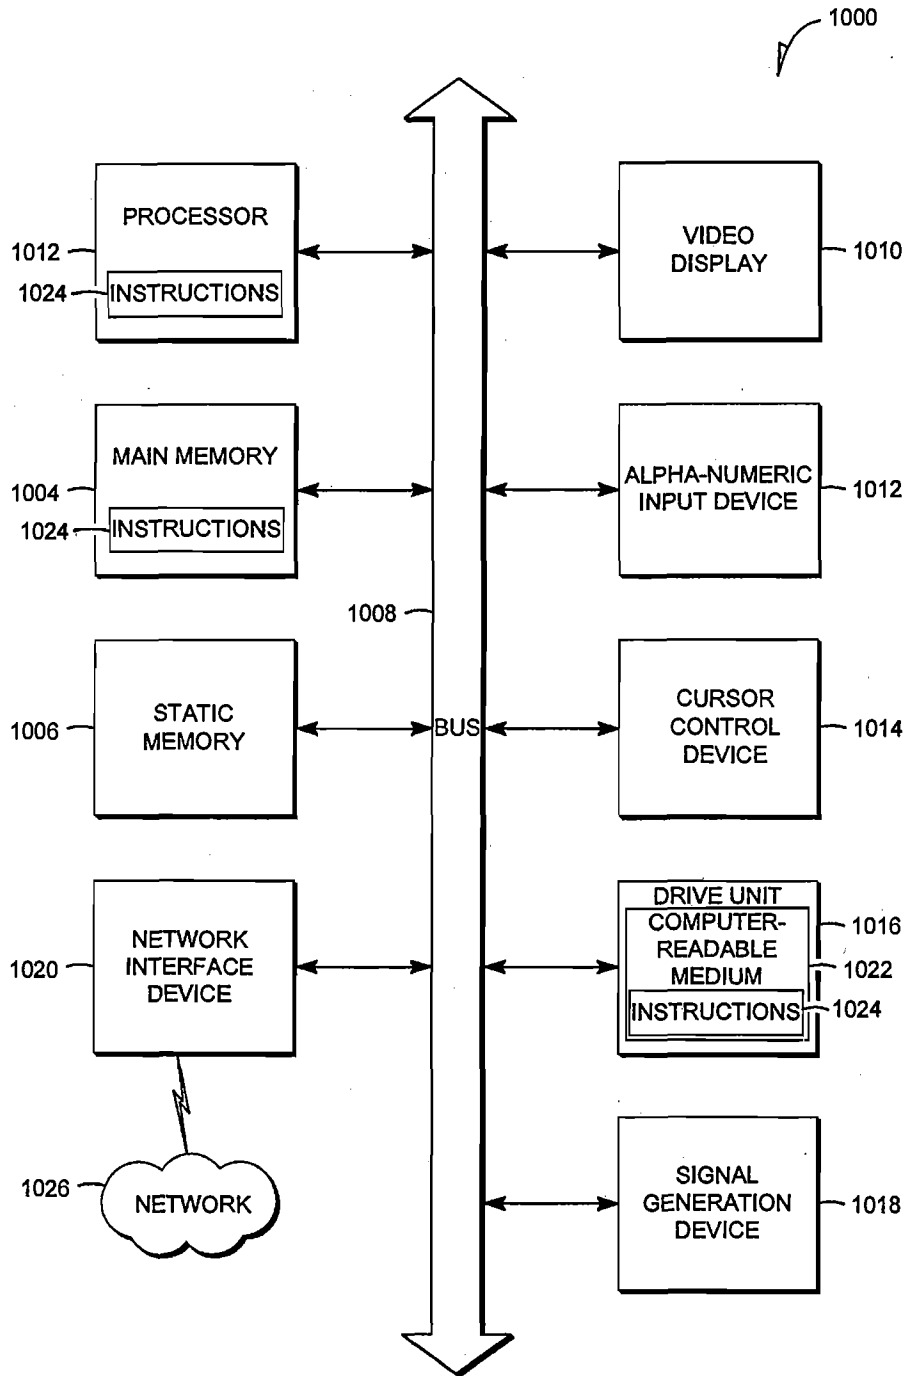 1000
PROCESSOR
1012
1024
INSTRUCTIONS
VIDEO
DISPLAY
1010
MAIN MEMORY
1004
1024
INSTRUCTIONS
ALPHA-NUMERIC
INPUT DEVICE
1012
1008
STATIC
MEMORY
1006
BUS
CURSOR
CONTROL
DEVICE
1014
NETWORK
INTERFACE
DEVICE
1020
DRIVE UNIT
COMPUTER-
READABLE
MEDIUM
1016
1022
INSTRUCTIONS
1024
1026
NETWORK
SIGNAL
GENERATION
DEVICE
1018